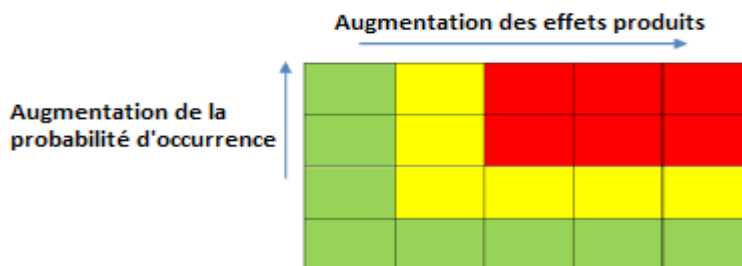 Augmentation des effets produits
Augmentation de la
probabilité d'occurrence